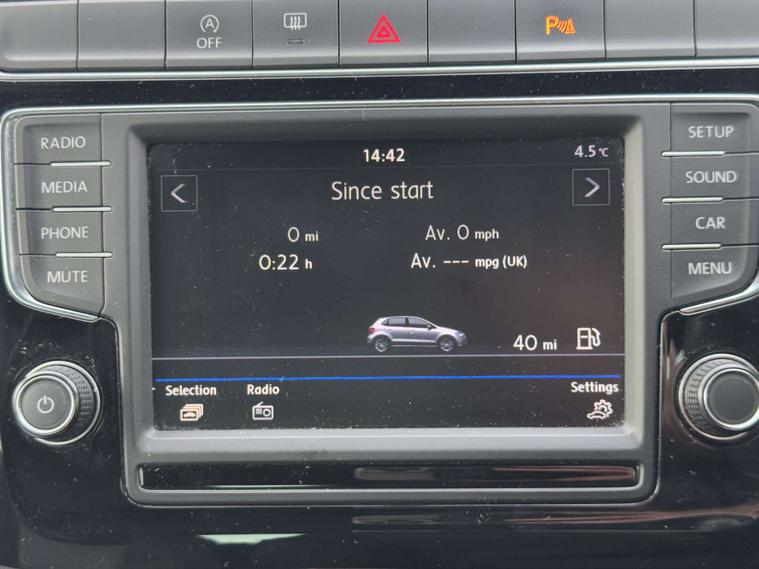 A
OFF
P
RADIO
MEDIA
PHONE
MUTE
14:42
4.5°C
Since start
0 mi
Av. 0 mph
0:22 h
Av. --- mpg (UK)
40 mi
Selection
Radio
Settings
SETUP
SOUND
CAR
MENU